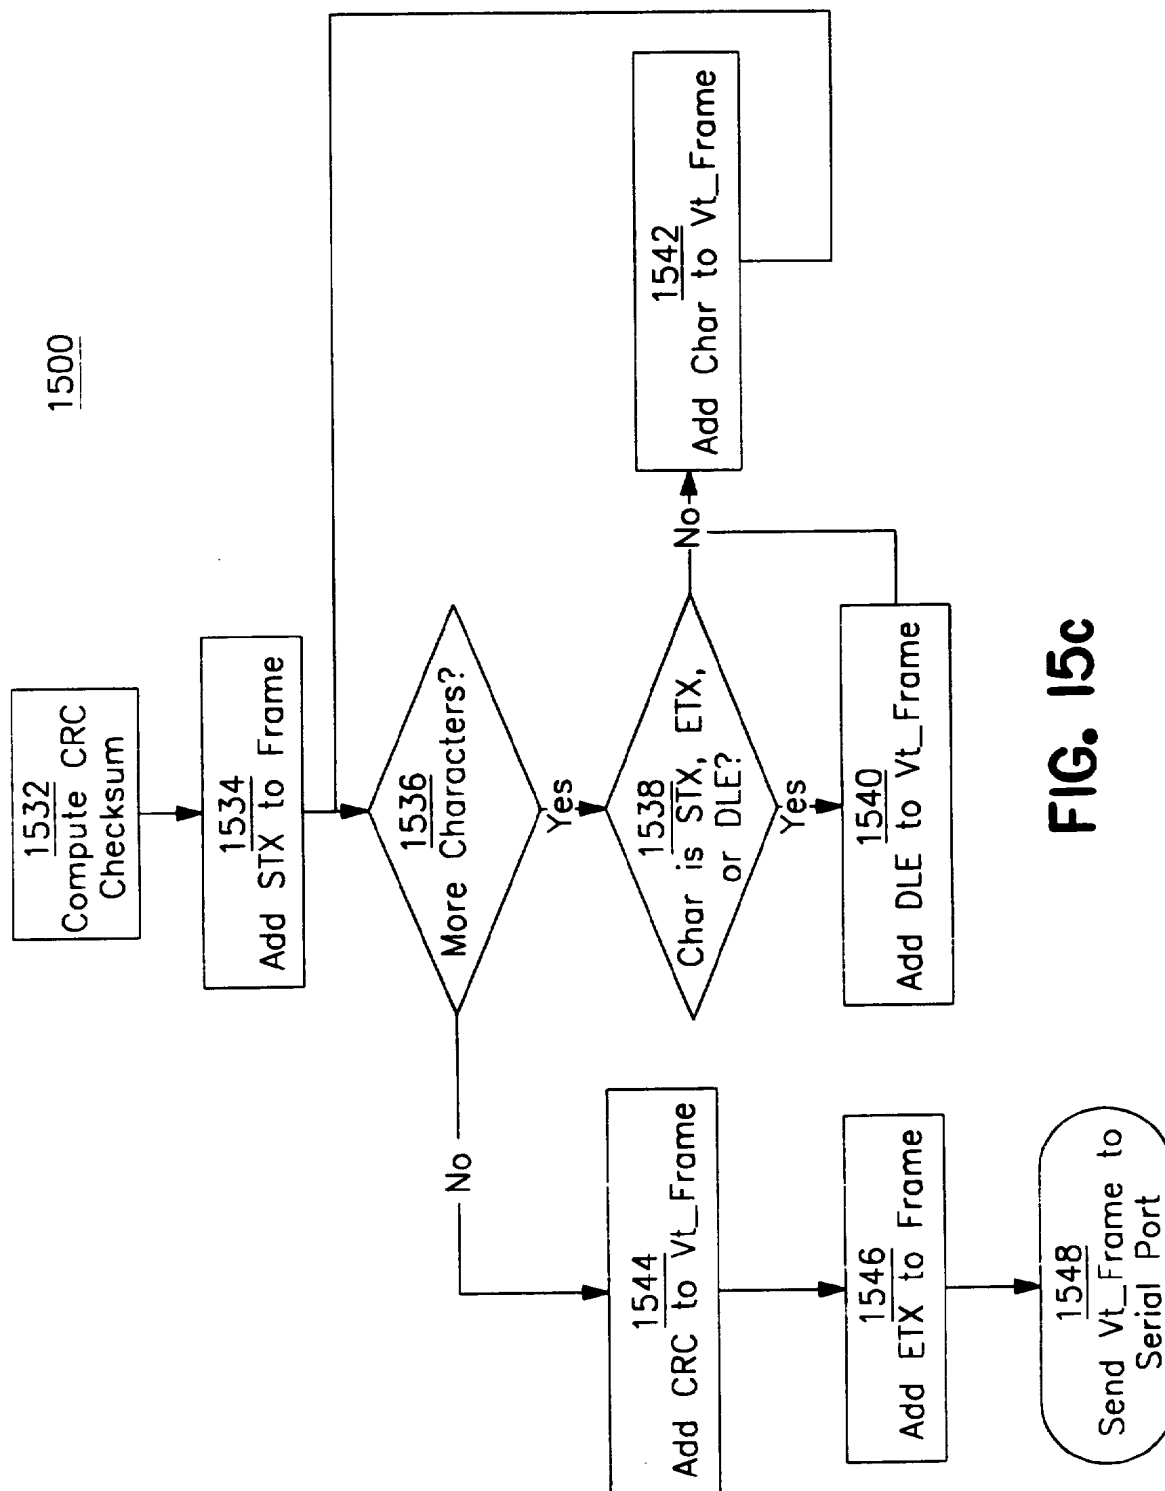 1500
1532
Compute CRC
Checksum
1534
Add STX to Frame
1536
More Characters?
Yes
No
1538
Char is STX, ETX,
or DLE?
Yes
No
1540
Add DLE to Vt_Frame
1542
Add Char to Vt_Frame
1544
Add CRC to Vt_Frame
1546
Add ETX to Frame
1548
Send Vt_Frame to
Serial Port
FIG. 15c